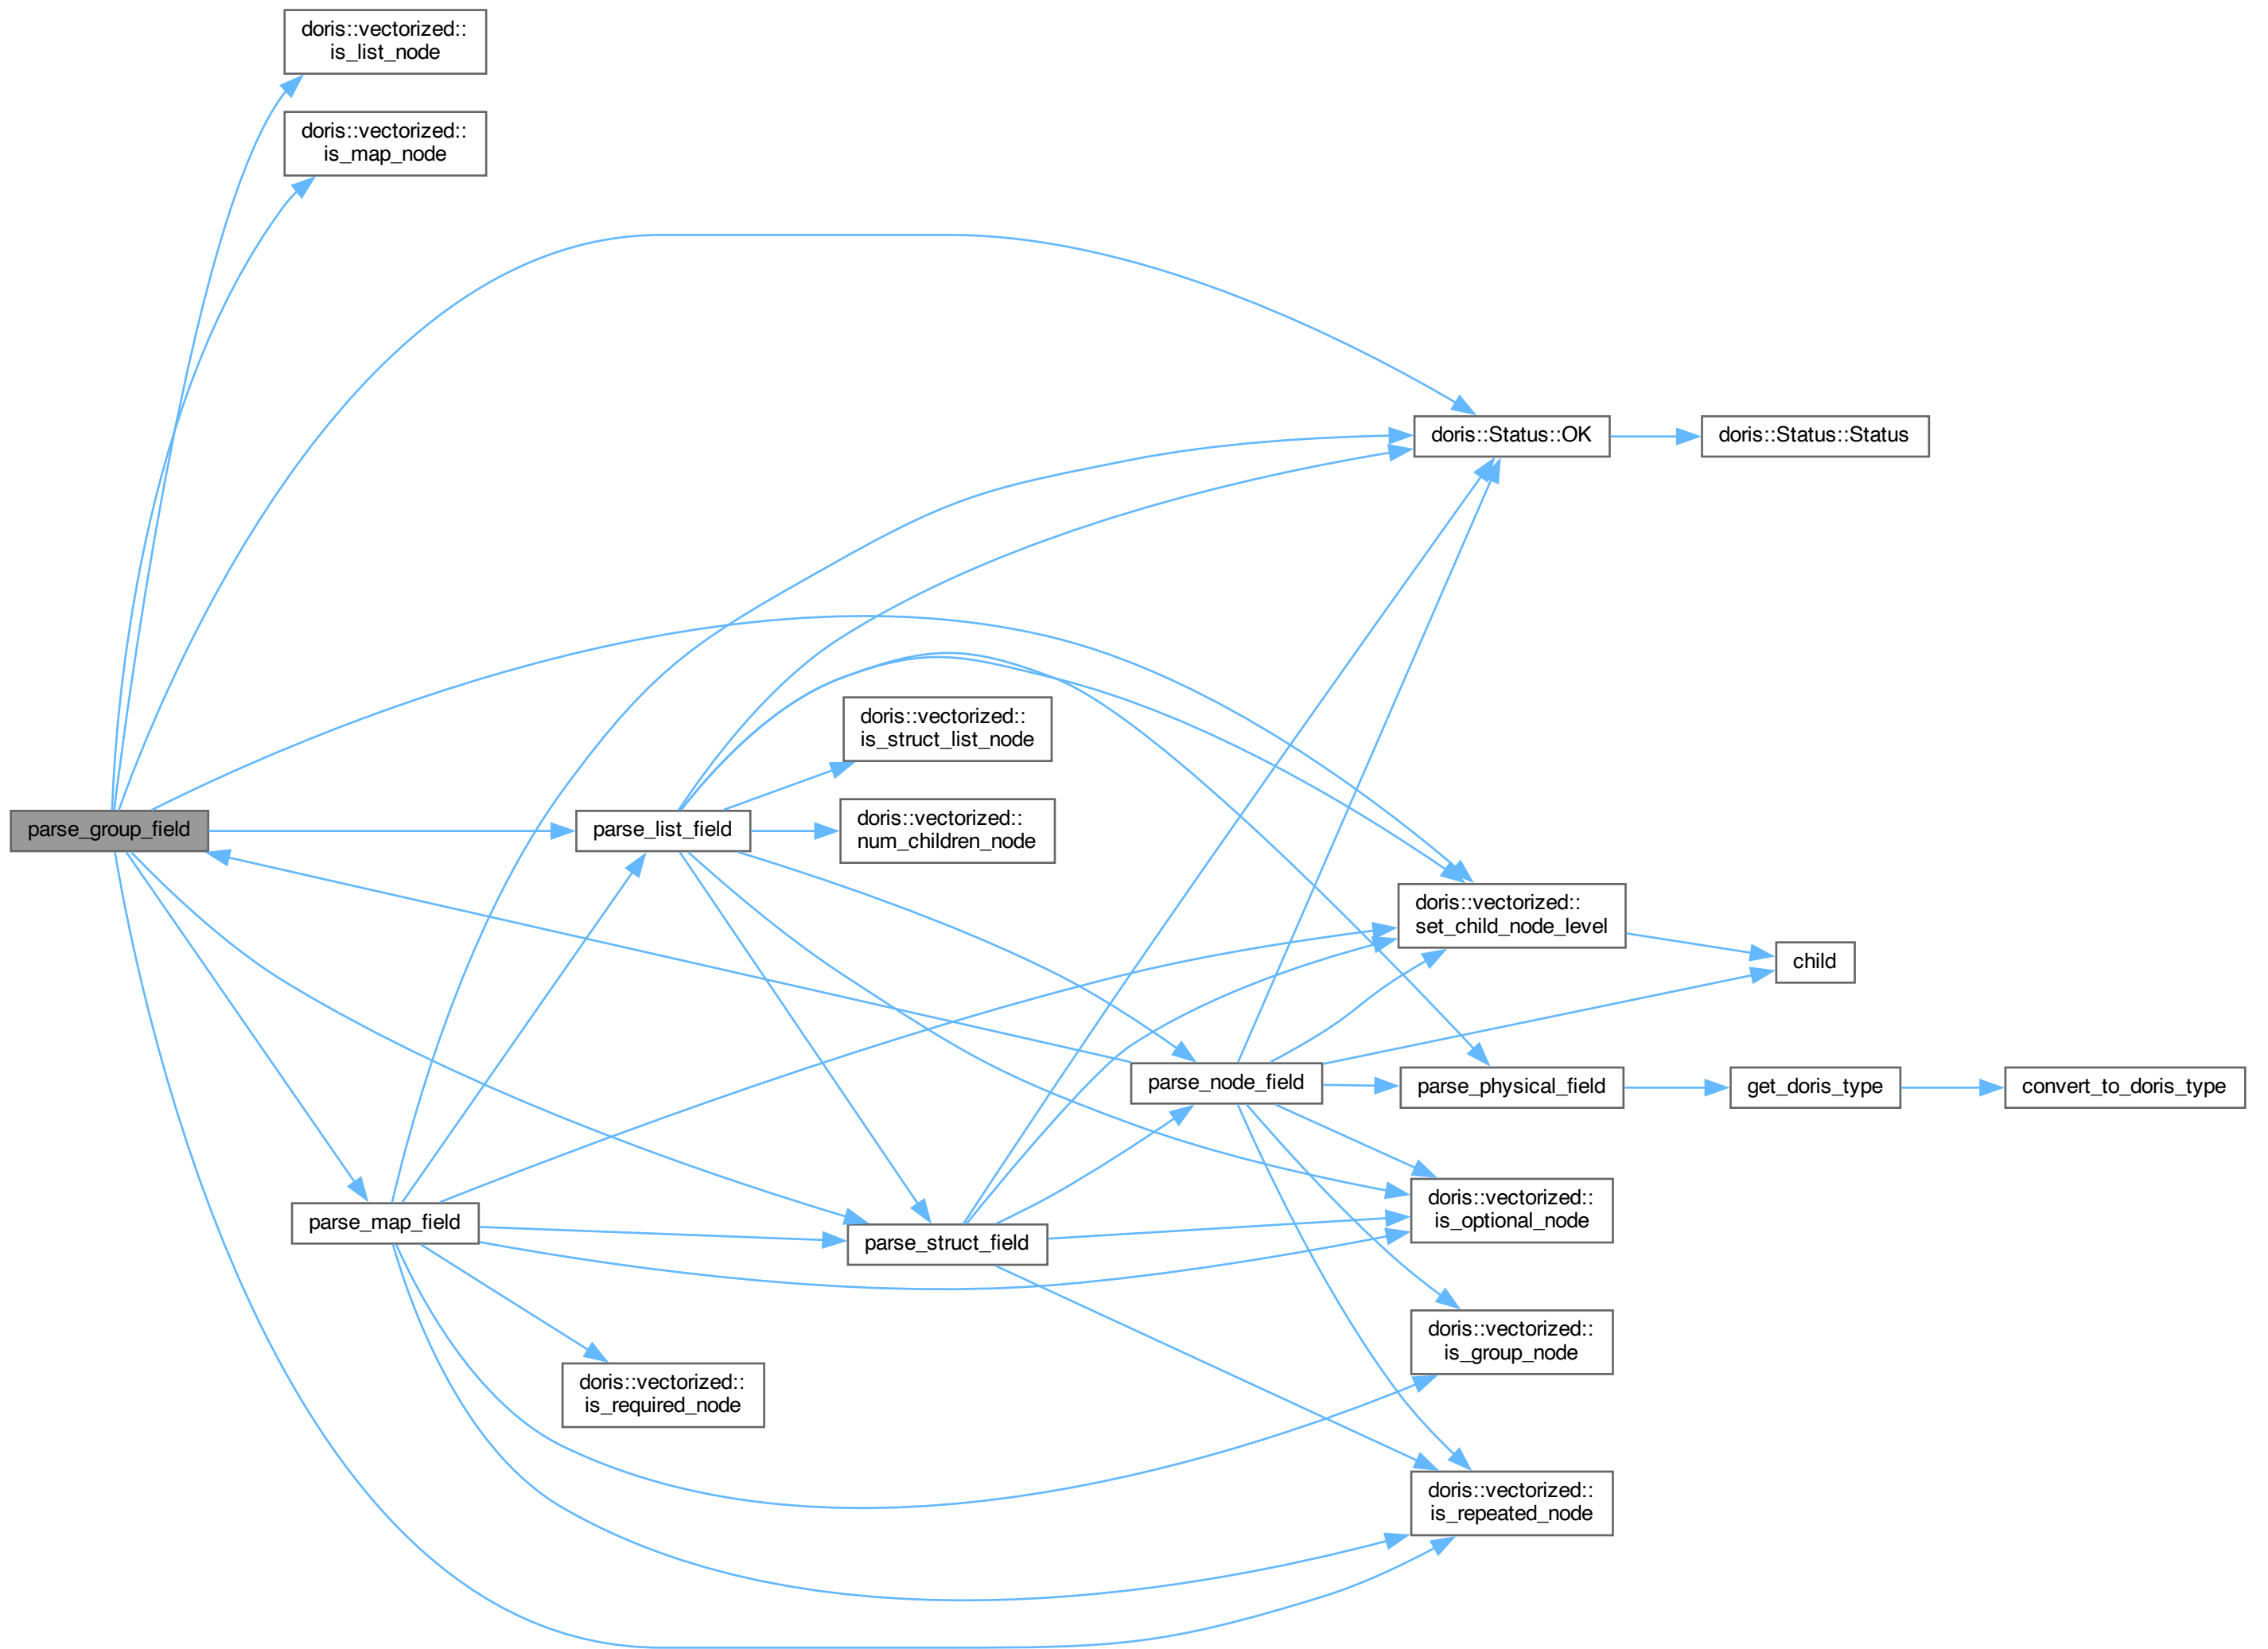 doris::vectorized::
is_list_node
doris::vectorized::
is_map_node
doris::Status::OK
doris::Status::Status
doris::vectorized::
is_struct_list_node
parse_group_field
parse_list_field
doris::vectorized::
num_children_node
doris::vectorized::
set_child_node_level
child
parse_node_field
parse_physical_field
get_doris_type
convert_to_doris_type
parse_map_field
parse_struct_field
doris::vectorized::
is_optional_node
doris::vectorized::
is_group_node
doris::vectorized::
is_required_node
doris::vectorized::
is_repeated_node